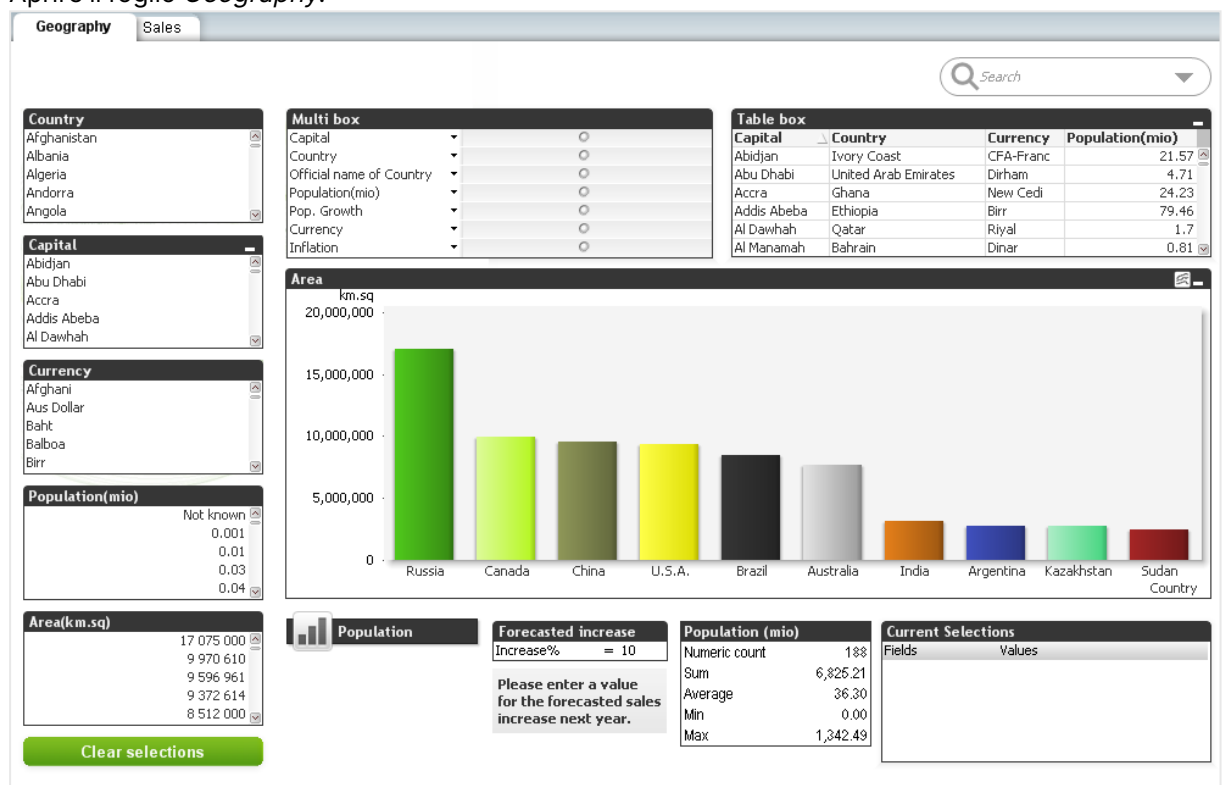 Aprire il foglio Geography.
Geography Sales
Search
Country
Afghanistan
Albania
Algeria
Andorra
Angola
Capital
Abidjan
Abu Dhabi
Accra
Addis Abeba
Al Dawhah
Currency
Afghani
Aus Dollar
Baht
Balboa
Birr
Population(mio)
Not known
0.001
0.01
0.03
0.04
Area(km.sq)
17 075 000
9 970 610
9 596 961
9 372 614
8 512 000
Clear selections
Multi box
Capital
Country
Official name of Country
Population(mio)
Pop. Growth
Currency
Inflation
Table box
Capital Country Currency Population(mio)
Abidjan Ivory Coast CFA-Franc 21.57
Abu Dhabi United Arab Emirates Dirham 4.71
Accra Ghana New Cedi 24.23
Addis Abeba Ethiopia Birr 79.46
Al Dawhah Qatar Riyal 1.7
Al Manamah Bahrain Dinar 0.81
Area
km.sq
20,000,000
15,000,000
10,000,000
5,000,000
0
Russia Canada China U.S.A. Brazil Australia India Argentina Kazakhstan Sudan
Country
Population
Forecasted increase
Increase% = 10
Please enter a value
for the forecasted sales
increase next year.
Population (mio)
Numeric count 188
Sum 6,825.21
Average 36.30
Min 0.00
Max 1,342.49
Current Selections
Fields Values